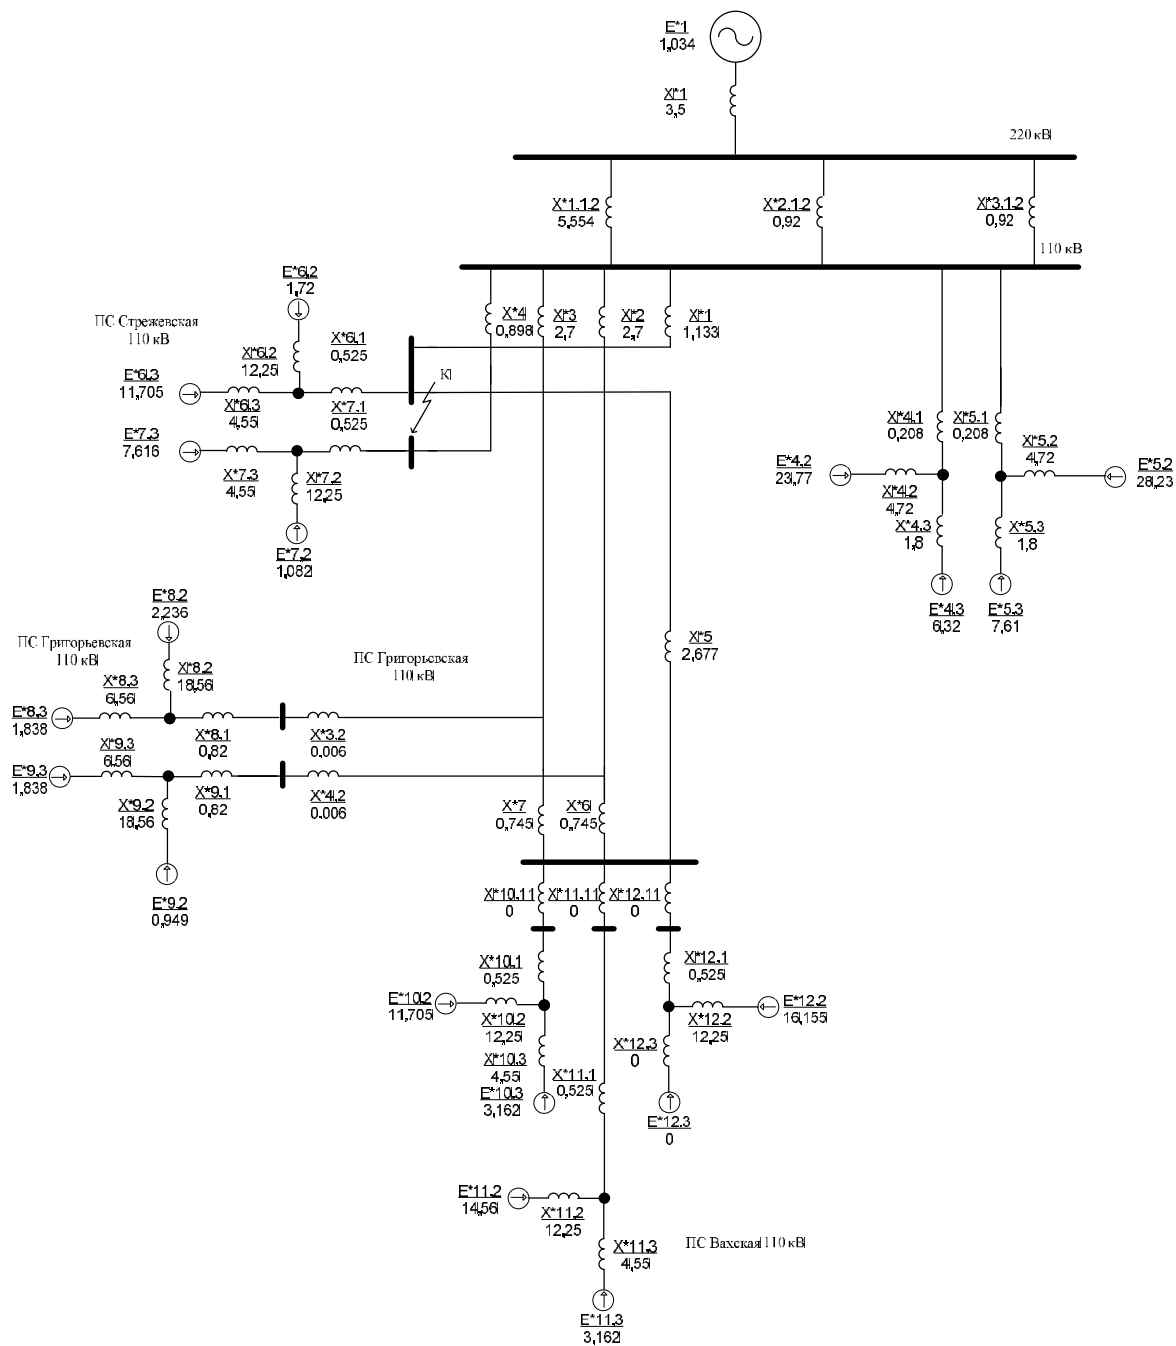 E*1
1,034
X*1
3,5
220 кВ
X*1.1.2
5,554
X*2.1.2
0,92
X*3.1.2
0,92
110 кВ
E*6.2
1,72
ПС Стрежевская
110 кВ
X*4
0,898
X*3
2,7
X*2
2,7
X*1
1,133
X*6.2
12,25
X*6.1
0,525
E*6.3
11,705
К
X*6.3
4,55
X*7.1
0,525
E*7.3
7,616
X*7.3
4,55
X*7.2
12,25
E*7.2
1,082
X*4.1
0,208
X*5.1
0,208
X*5.2
4,72
E*4.2
23,77
E*5.2
28,23
X*4.2
4,72
X*4.3
1,8
X*5.3
1,8
E*4.3
6,32
E*5.3
7,61
E*8.2
2,236
ПС Григорьевская
110 кВ
ПС Григорьевская
110 кВ
X*5
2,677
X*8.2
18,56
X*8.3
6,56
E*8.3
1,838
X*8.1
0,82
X*3.2
0.006
X*9.3
6,56
E*9.3
1,838
X*9.1
0,82
X*4.2
0.006
X*9.2
18,56
X*7
0,745
X*6
0,745
E*9.2
0,949
X*10.11
0
X*11.11
0
X*12.11
0
X*10.1
0,525
X*12.1
0,525
E*10.2
11,705
X*10.2
12,25
X*12.2
12,25
E*12.2
16,155
X*10.3
4,55
X*12.3
0
X*11.1
0,525
E*10.3
3,162
E*12.3
0
E*11.2
14,56
X*11.2
12,25
X*11.3
4,55
ПС Вахская 110 кВ
E*11.3
3,162